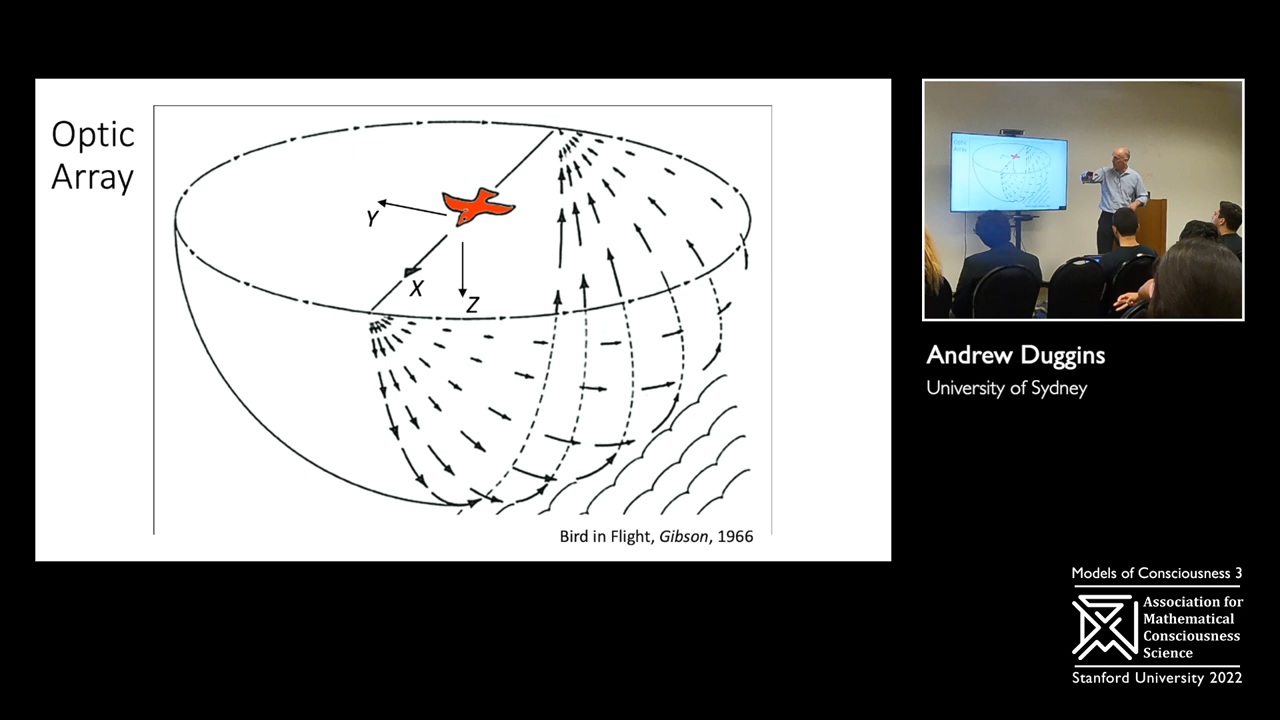 Optic
Array
Y
X
Z
Bird in Flight, Gibson, 1966
Andrew Duggins
University of Sydney
Models of Consciousness 3
Association for
Mathematical
Consciousness
Science
Stanford University 2022